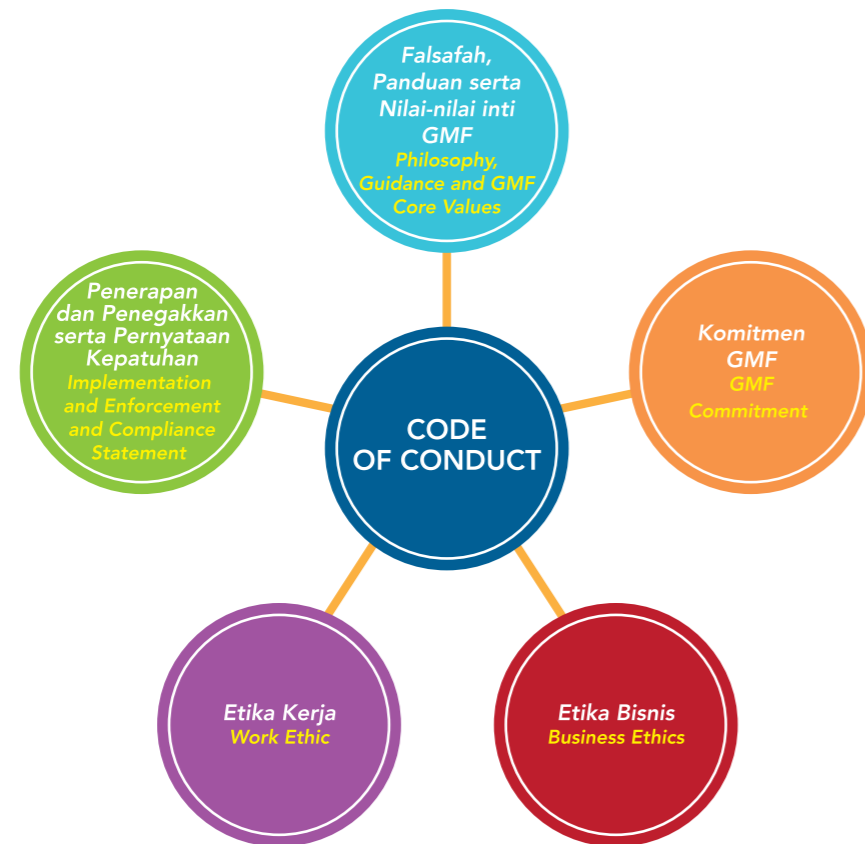 Falsafah,
Panduan serta
Nilai-nilai inti
GMF
Philosophy,
Guidance and GMF
Core Values
Penerapan
dan Penegakkan
serta Pernyataan
Kepatuhan
Implementation
and Enforcement
and Compliance
Statement
Komitmen
GMF
GMF
Commitment
CODE
OF CONDUCT
Etika Kerja
Work Ethic
Etika Bisnis
Business Ethics